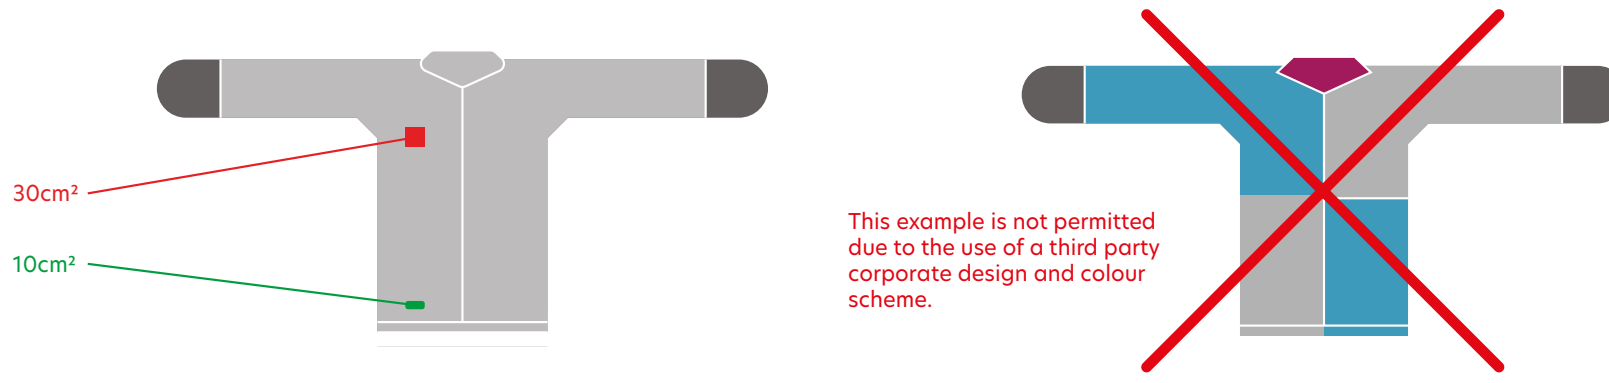 30cm²
10cm²
This example is not permitted
due to the use of a third party
corporate design and colour
scheme.